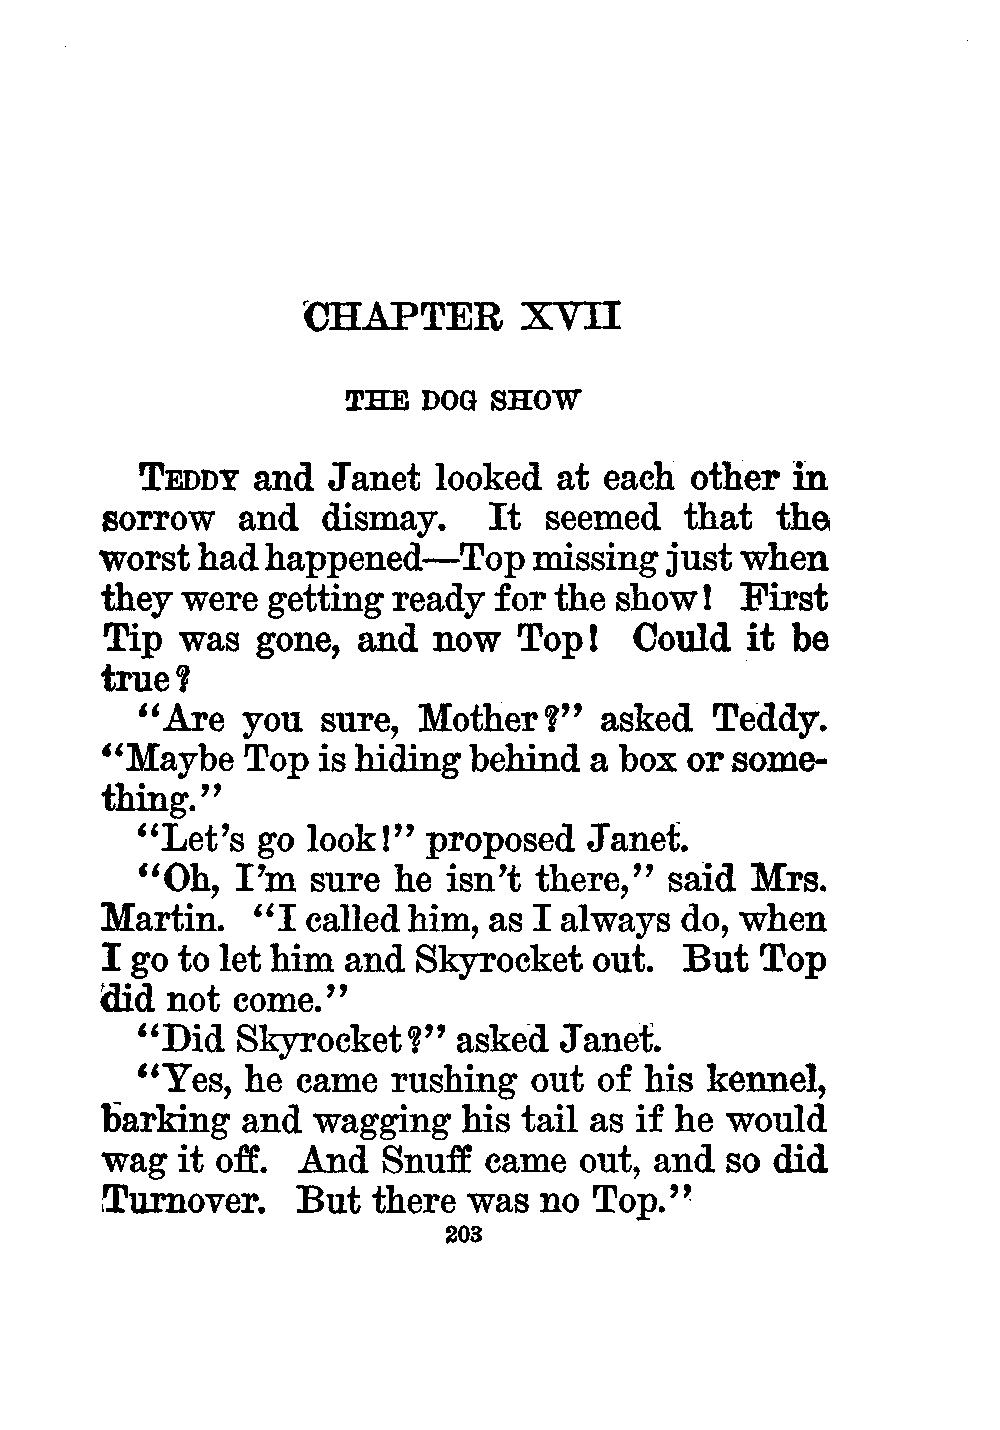 CHAPTER XVII
THE DOG SHOW
TEDDY and Janet looked at each other in
sorrow and dismay. It seemed that the
worst had happened—Top missing just when
they were getting ready for the show! First
Tip was gone, and now Top! Could it be
true?
"Are you sure, Mother?" asked Teddy.
"Maybe Top is hiding behind a box or some-
thing."
"Let's go look!" proposed Janet.
"Oh, I'm sure he isn't there," said Mrs.
Martin. "I called him, as I always do, when
I go to let him and Skyrocket out. But Top
did not come."
"Did Skyrocket?" asked Janet.
"Yes, he came rushing out of his kennel,
barking and wagging his tail as if he would
wag it off. And Snuff came out, and so did
Turnover. But there was no Top."
203